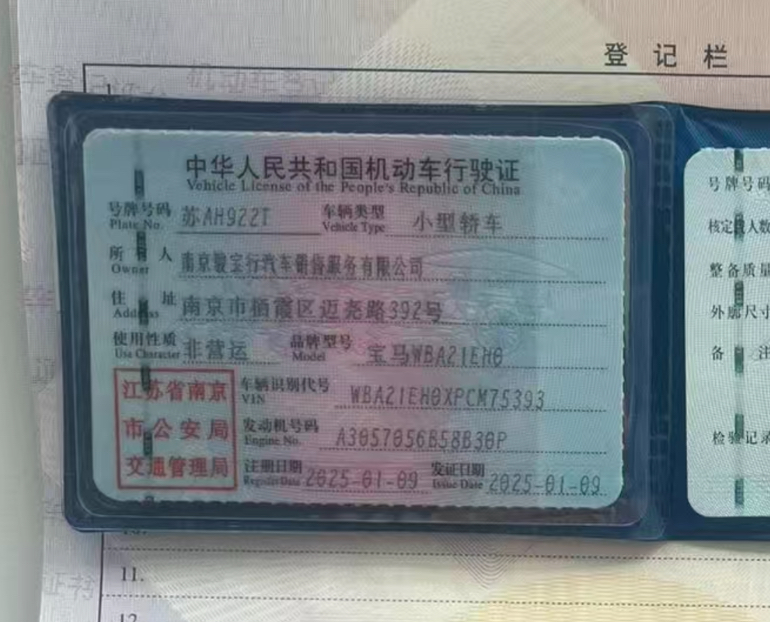 登记栏
机动车登记
中华人民共和国机动车行驶证
Vehicle License of the People's Republic of China
号牌号码 苏AH922T 车辆类型 小型轿车
Plate No. Vehicle Type
所有人 南京骏宝行汽车销售服务有限公司
Owner
住址 南京市栖霞区迈尧路392号
Address
使用性质 非营运 品牌型号 宝马WBA21EH0
Use Character Model
江苏省南京
市公安局
交通管理局
车辆识别代号 WBA21EH0XPCM75393
VIN
发动机号码 A3057056B58B30P
Engine No.
注册日期 2025-01-09 发证日期 2025-01-09
Register Date Issue Date
号牌号码
核定载人数
整备质量
外廓尺寸
备注
检验记录
11.
12.
证书